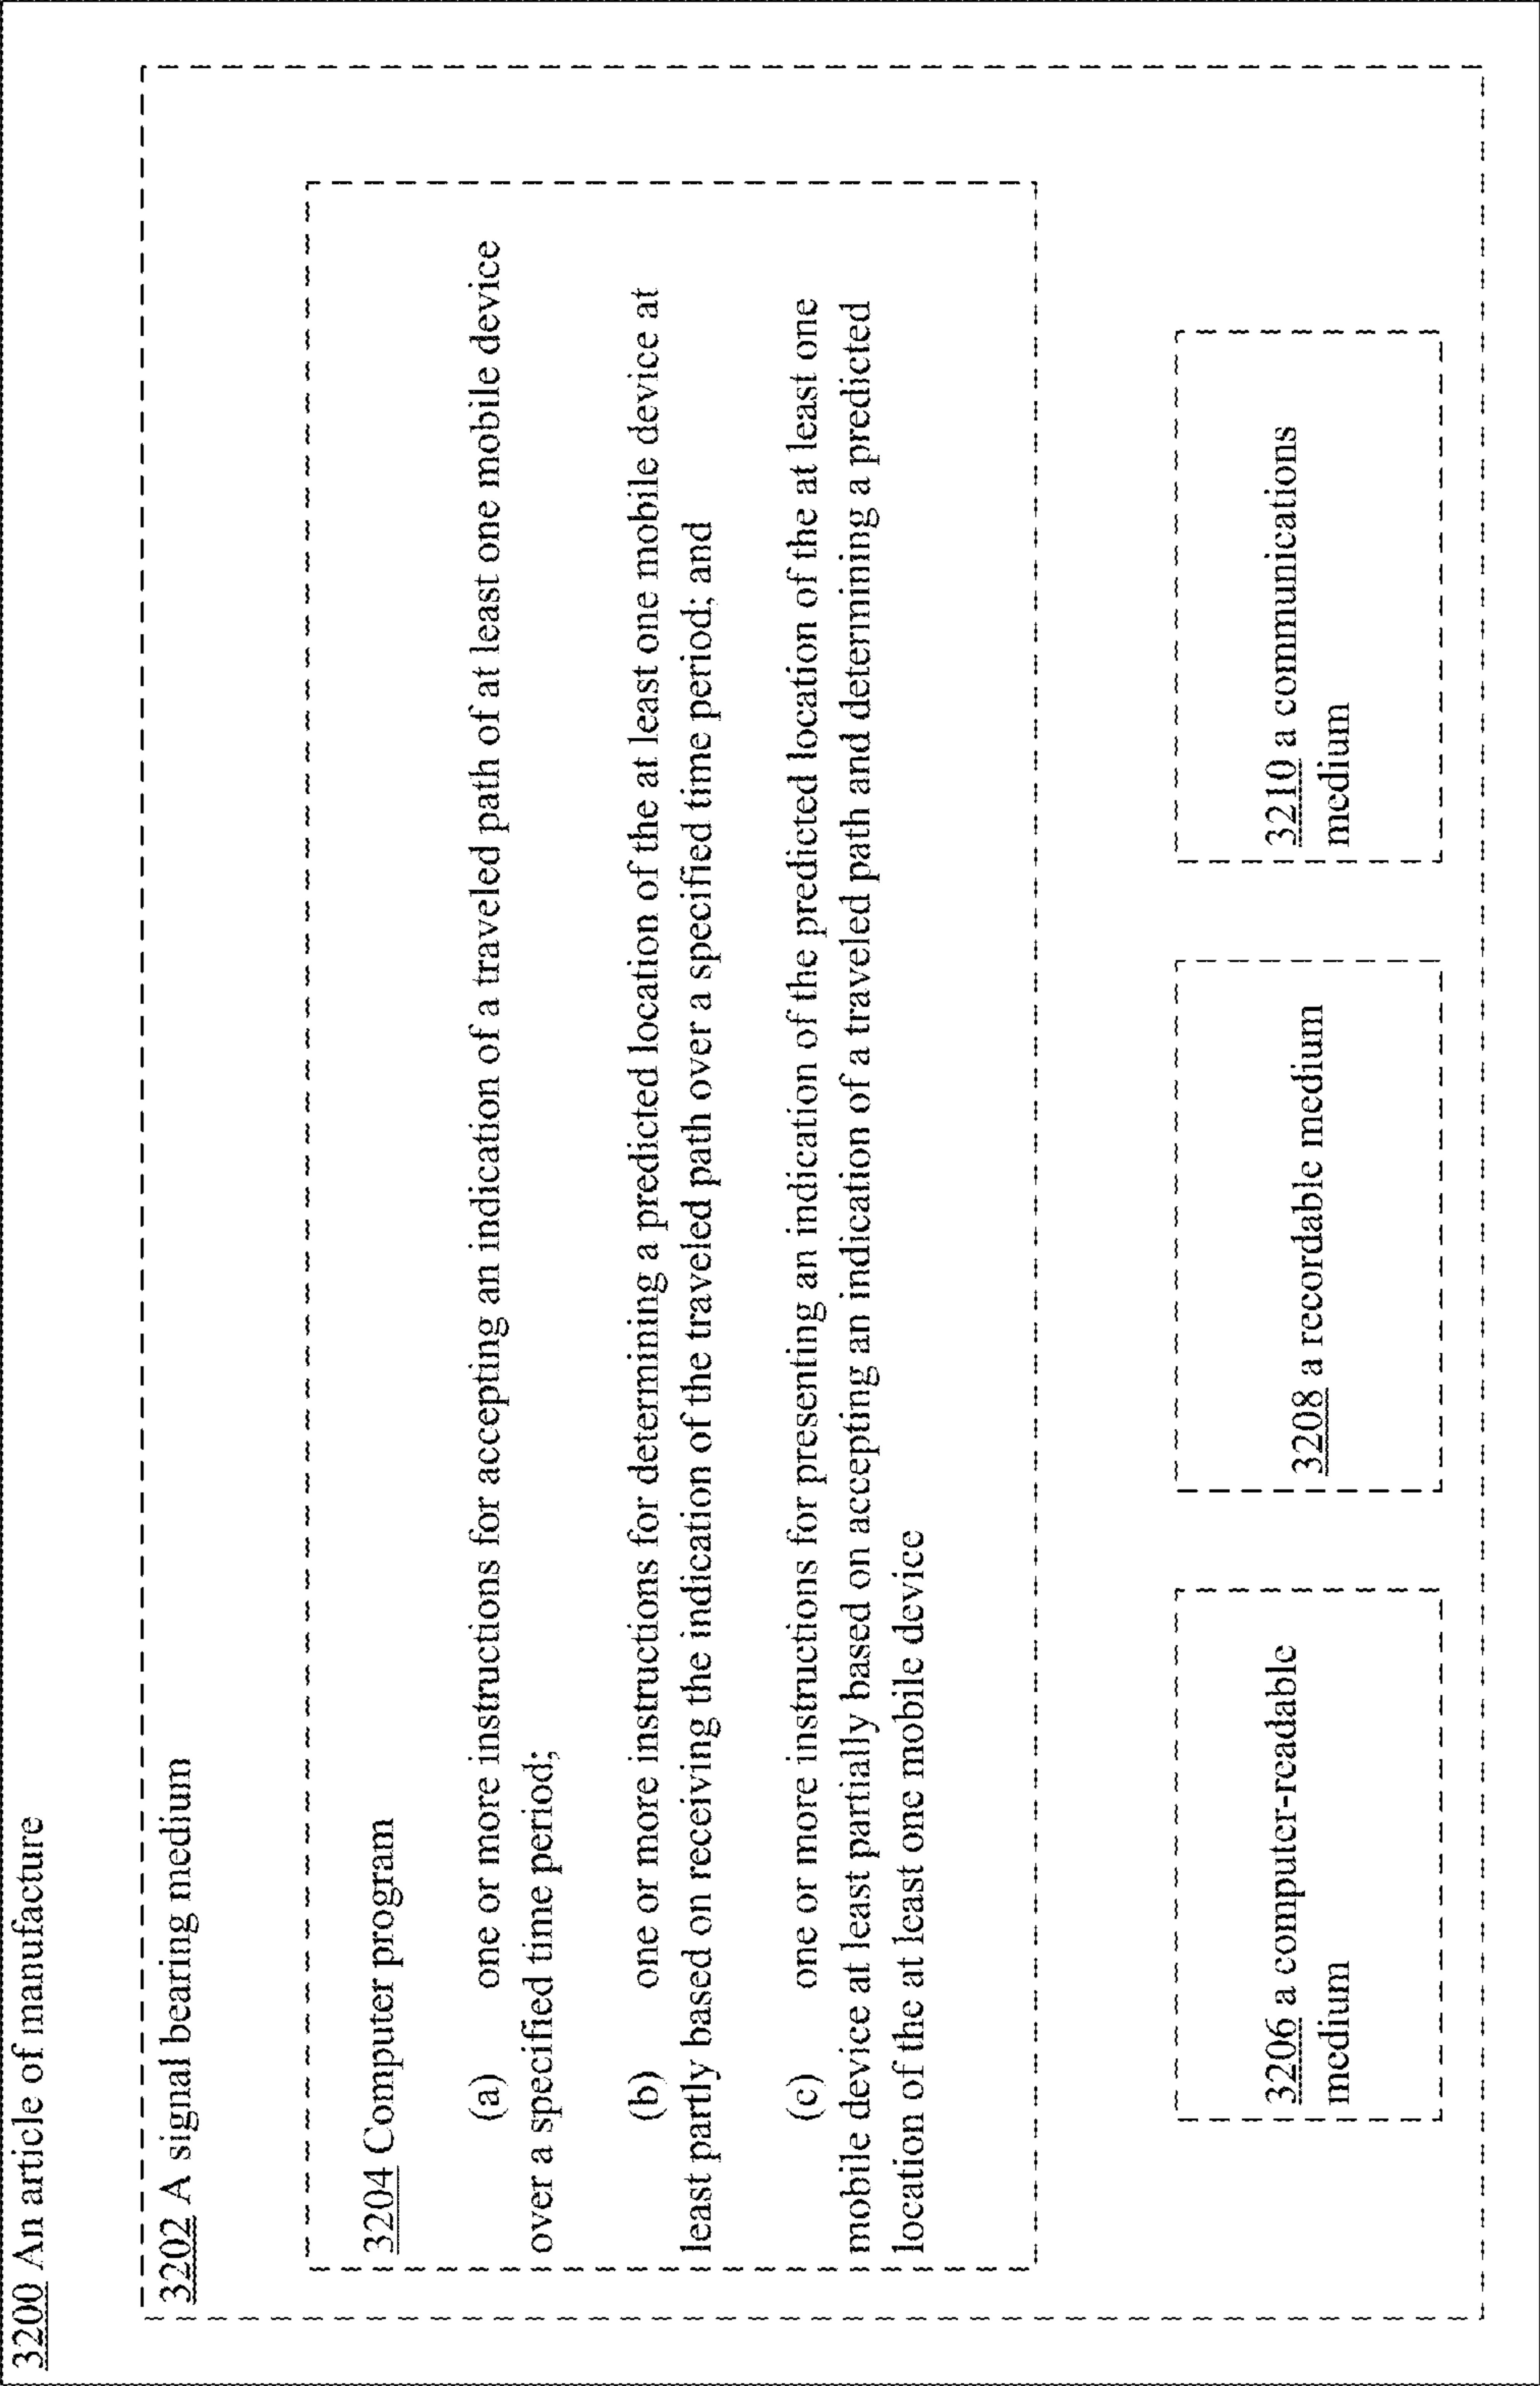 3200 An article of manufacture
3202 A signal bearing medium
3204 Computer program
(a) one or more instructions for accepting an indication of a traveled path of at least one mobile device
over a specified time period;
(b) one or more instructions for determining a predicted location of the at least one mobile device at
least partly based on receiving the indication of the traveled path over a specified time period; and
(c) one or more instructions for presenting an indication of the predicted location of the at least one
mobile device at least partially based on accepting an indication of a traveled path and determining a predicted
location of the at least one mobile device
3206 a computer-readable
medium
3208 a recordable medium
3210 a communications
medium